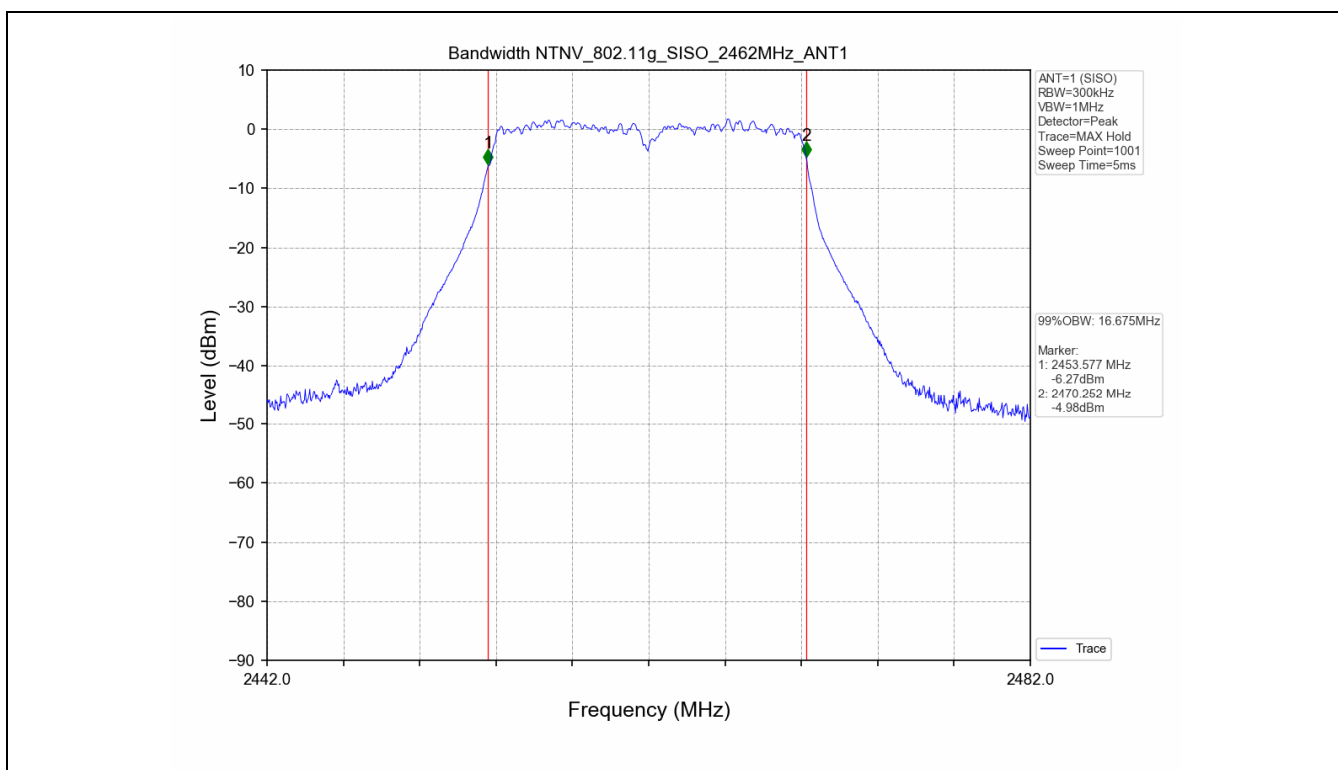 Bandwidth NTNV_802.11g_SISO_2462MHz_ANT1
10
0
−10
−20
−30
−40
−50
−60
−70
−80
−90
Level (dBm)
1
2
2442.0
2482.0
Frequency (MHz)
ANT=1 (SISO)
RBW=300kHz
VBW=1MHz
Detector=Peak
Trace=MAX Hold
Sweep Point=1001
Sweep Time=5ms
99%OBW: 16.675MHz
Marker:
1: 2453.577 MHz
-6.27dBm
2: 2470.252 MHz
-4.98dBm
Trace